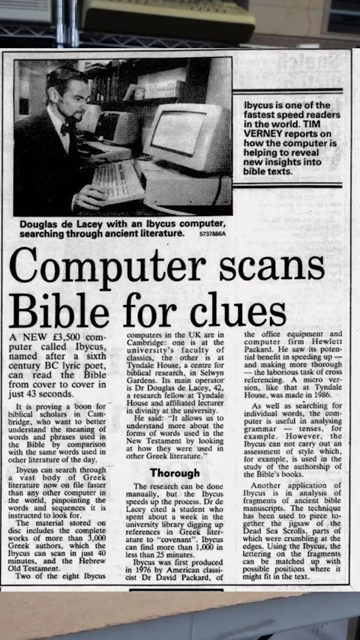 Ibycus is one of the
fastest speed readers
in the world. TIM
VERNEY reports on
how the computer is
helping to reveal
new insights into
bible texts.
Douglas de Lacey with an Ibycus computer,
searching through ancient literature. 5737886A
Computer scans
Bible for clues
A NEW £3,500 com-
puter called Ibycus,
named after a sixth
century BC lyric poet,
can read the Bible
from cover to cover in
just 43 seconds.
It is proving a boon for
biblical scholars in Cam-
bridge, who want to better
understand the meaning of
words and phrases used
in the Bible by comparison
with the same words used in
other literature of the day.
Ibycus can search through
a vast body of Greek
literature now on file faster
than any other computer in
the world, pinpointing the
words and sequences it is
instructed to look for.
The material stored on
disc includes the complete
works of more than 3,000
Greek authors, which the
Ibycus can scan in just 40
minutes, and the Hebrew
Old Testament.
Two of the eight Ibycus
computers in the UK are in
Cambridge: one is at the
university's faculty of
classics, the other is at
Tyndale House, a centre for
biblical research, in Selwyn
Gardens. Its main operator
is Dr Douglas de Lacey, 42,
a research fellow at Tyndale
House and affiliated lecturer
in divinity at the university.
He said: "It allows us to
understand more about the
forms of words used in the
New Testament by looking
at how they were used in
other Greek literature."
Thorough
The research can be done
manually, but the Ibycus
speeds up the process. Dr de
Lacey cited a student who
spent about a week in the
university library digging up
references in Greek liter-
ature to "covenant". Ibycus
can find more than 1,000 in
less than 25 minutes.
Ibycus was first produced
in 1976 by American classi-
cist Dr David Packard, of
the office equipment and
computer firm Hewlett
Packard. He saw its poten-
tial benefit in speeding up —
and making more thorough
— the laborious task of cross
referencing. A micro ver-
sion, like that at Tyndale
House, was made in 1986.
As well as searching for
individual words, the com-
puter is useful in analysing
grammar — tenses, for
example. However, the
Ibycus can not carry out an
assessment of style which,
for example, is used in the
study of the authorship of
the Bible's books.
Another application of
Ibycus is in analysis of
fragments of ancient bible
manuscripts. The technique
has been used to piece to-
gether the jigsaw of the
Dead Sea Scrolls, parts of
which were crumbling at the
edges. Using the Ibycus, the
lettering on the fragments
can be matched up with
possible positions where it
might fit in the text.